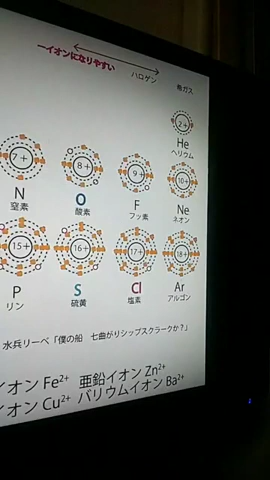 ーイオンになりやすい
ハロゲン
希ガス
2+
He
ヘリウム
7+ 8+ 9+ 10+
N O F Ne
窒素 酸素 フッ素 ネオン
15+ 16+ 17+ 18+
P S Cl Ar
リン 硫黄 塩素 アルゴン
水兵リーベ「僕の船 七曲がりシップスクラークか?」
イオン Fe²⁺ 亜鉛イオン Zn²⁺
イオン Cu²⁺ バリウムイオン Ba²⁺